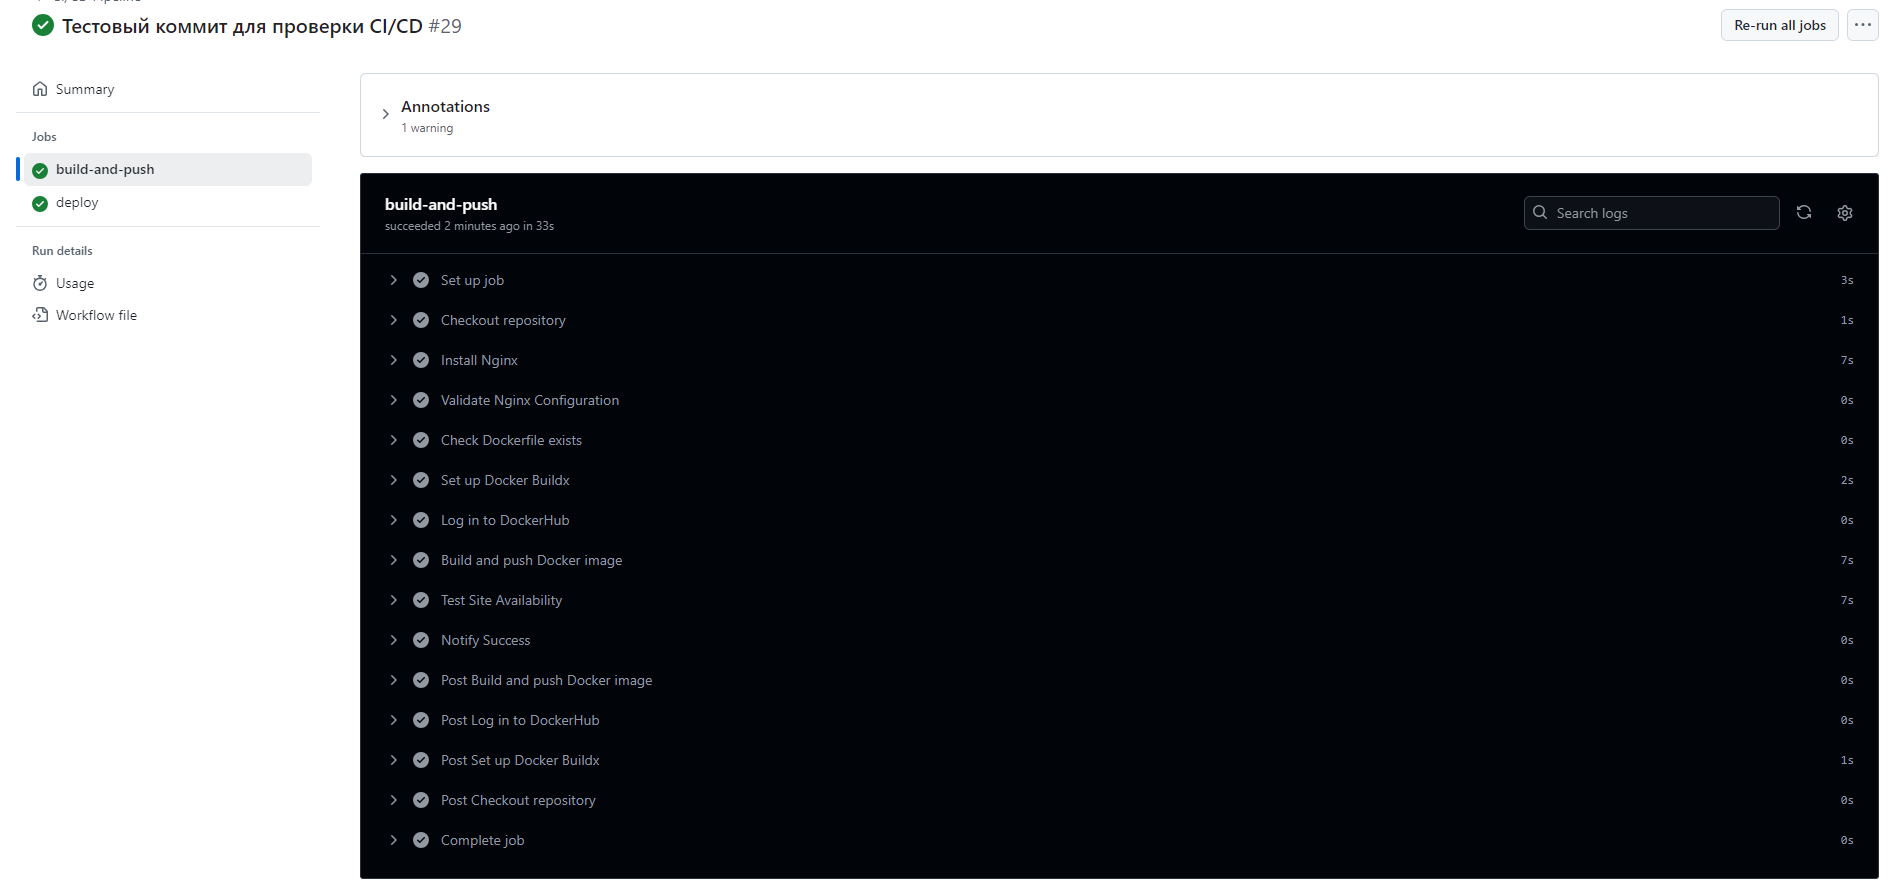 CI/CD Pipeline
Тестовый коммит для проверки CI/CD #29
Re-run all jobs
Summary
Jobs
build-and-push
deploy
Run details
Usage
Workflow file
Annotations
1 warning
build-and-push
succeeded 2 minutes ago in 33s
Search logs
Set up job 3s
Checkout repository 1s
Install Nginx 7s
Validate Nginx Configuration 0s
Check Dockerfile exists 0s
Set up Docker Buildx 2s
Log in to DockerHub 0s
Build and push Docker image 7s
Test Site Availability 7s
Notify Success 0s
Post Build and push Docker image 0s
Post Log in to DockerHub 0s
Post Set up Docker Buildx 1s
Post Checkout repository 0s
Complete job 0s